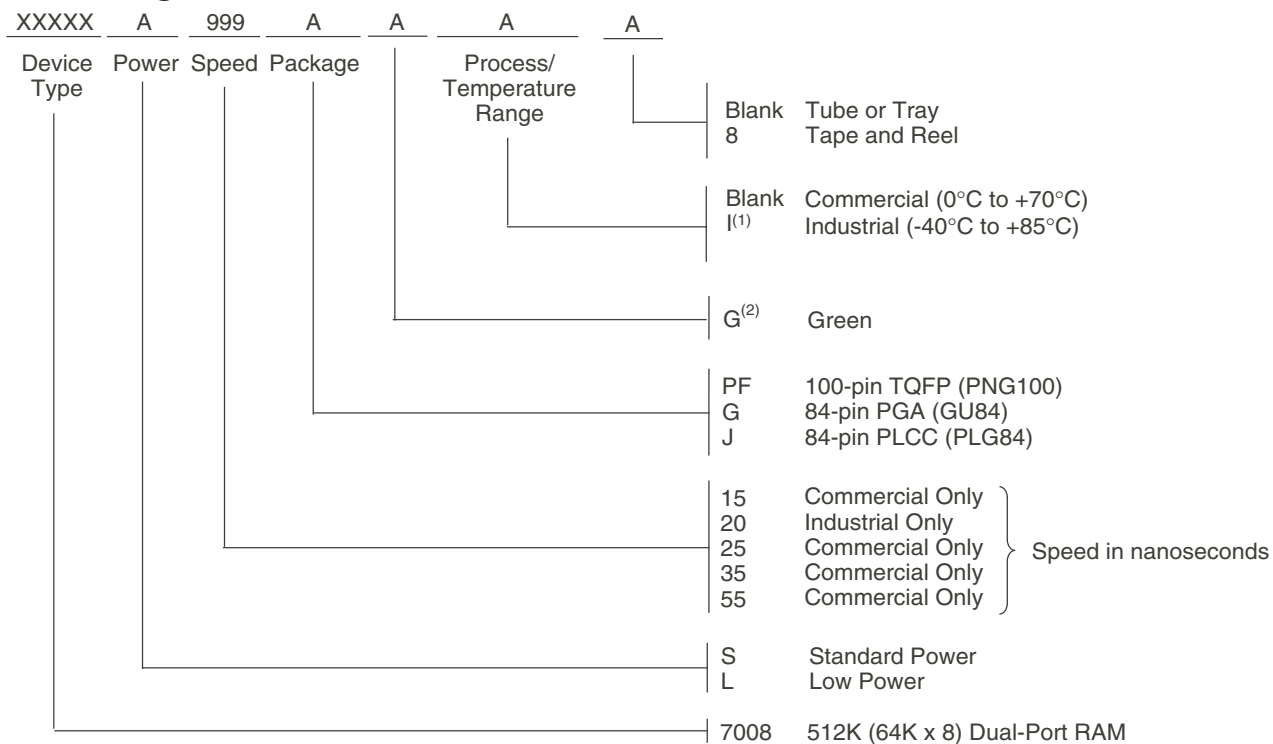 XXXXX A 999 A A A A
Device Type Power Speed Package Process/ Temperature Range
Blank Tube or Tray
8 Tape and Reel
Blank Commercial (0°C to +70°C)
I(1) Industrial (-40°C to +85°C)
G(2) Green
PF 100-pin TQFP (PNG100)
G 84-pin PGA (GU84)
J 84-pin PLCC (PLG84)
15 Commercial Only
20 Industrial Only
25 Commercial Only
35 Commercial Only
55 Commercial Only
Speed in nanoseconds
S Standard Power
L Low Power
7008 512K (64K x 8) Dual-Port RAM